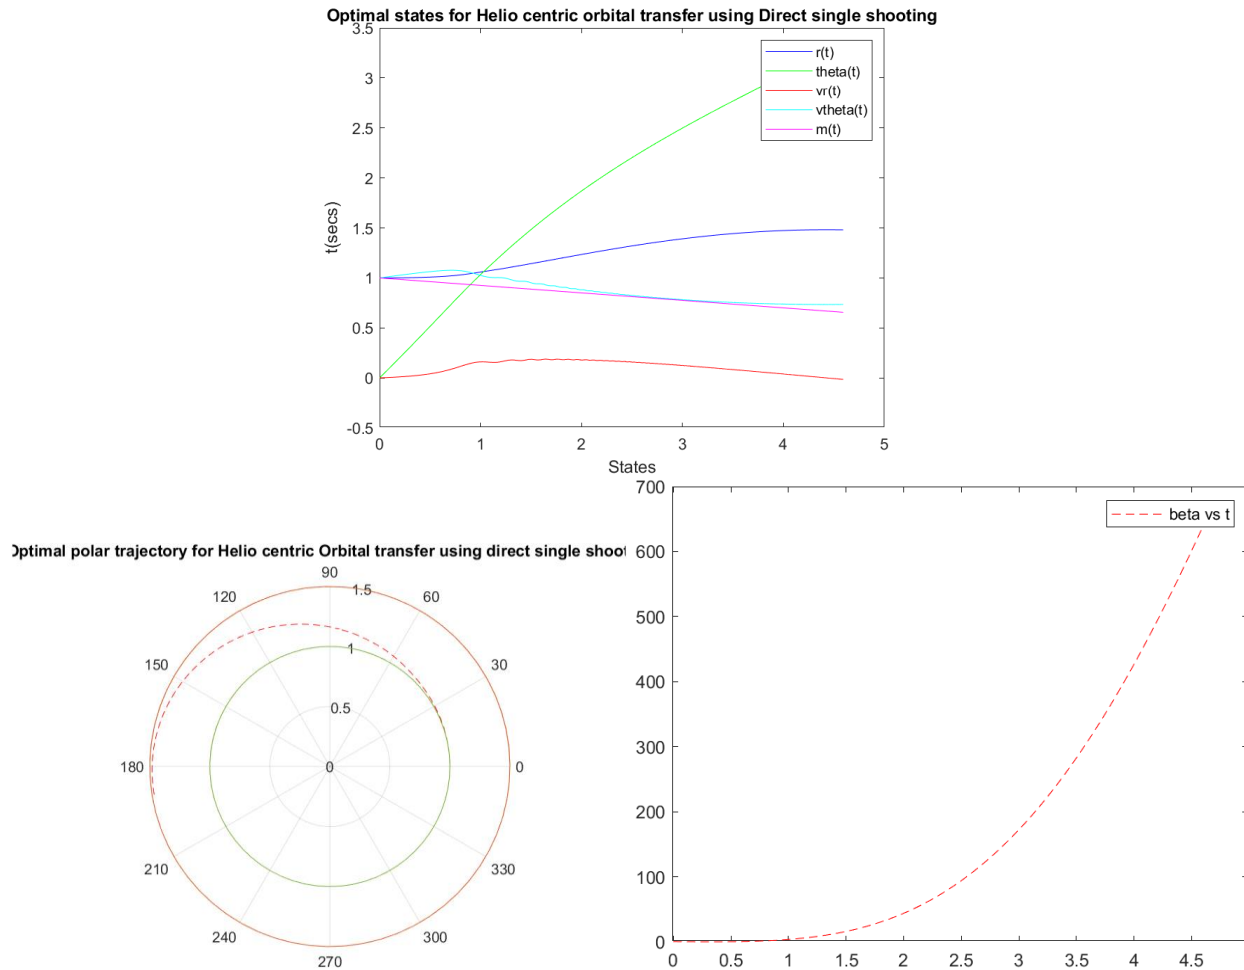 Optimal states for Helio centric orbital transfer using Direct single shooting
3.5
3
2.5
2
1.5
1
0.5
0
-0.5
t(secs)
r(t)
theta(t)
vr(t)
vtheta(t)
m(t)
0 1 2 3 4 5
States
Optimal polar trajectory for Helio centric Orbital transfer using direct single shoot
90
120 60
1.5
150 30
1
0.5
180 0 0
210 330
240 300
270
700
600
500
400
300
200
100
0
beta vs t
0 0.5 1 1.5 2 2.5 3 3.5 4 4.5